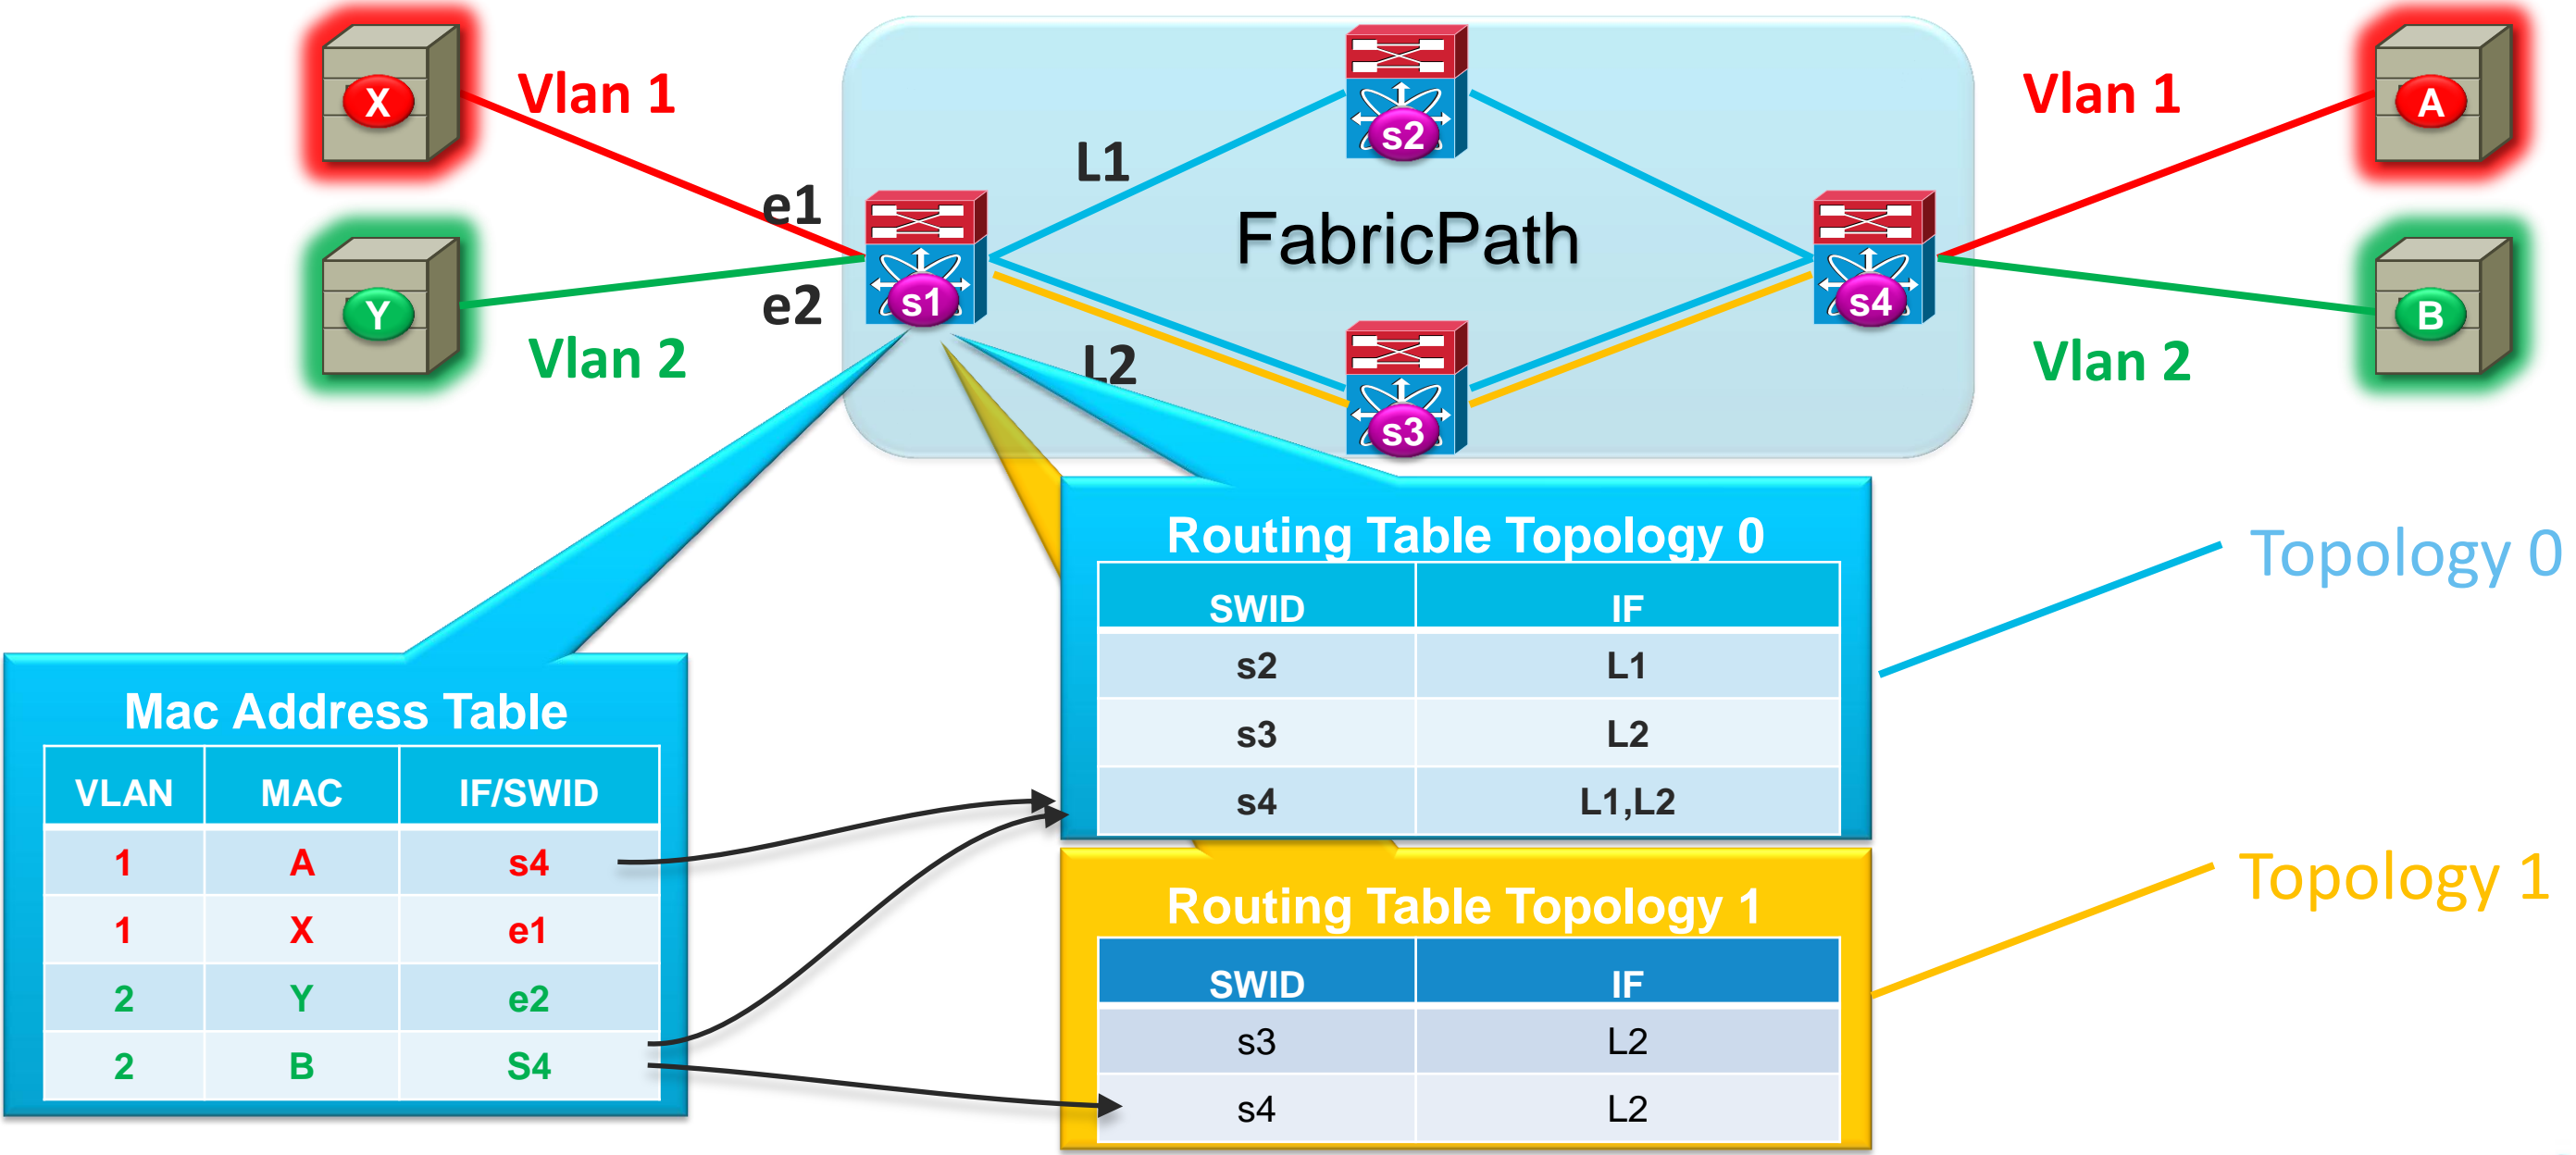 X
Vlan 1
e1
Y
Vlan 2
e2
s1
L1
L2
s2
FabricPath
s3
s4
Vlan 1
A
Vlan 2
B
Routing Table Topology 0
SWID IF
s2 L1
s3 L2
s4 L1,L2
Topology 0
Mac Address Table
VLAN MAC IF/SWID
1 A s4
1 X e1
2 Y e2
2 B S4
Routing Table Topology 1
SWID IF
s3 L2
s4 L2
Topology 1